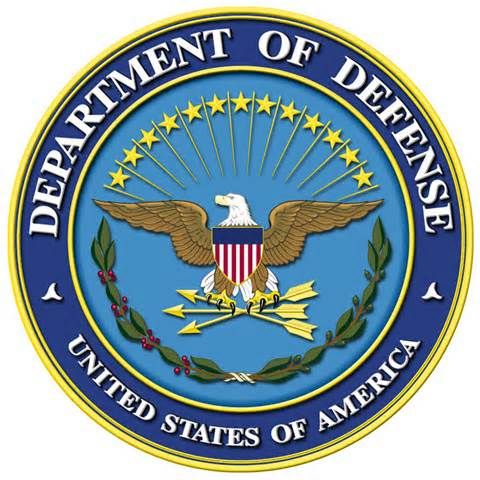 DEPARTMENT OF DEFENSE
UNITED STATES OF AMERICA